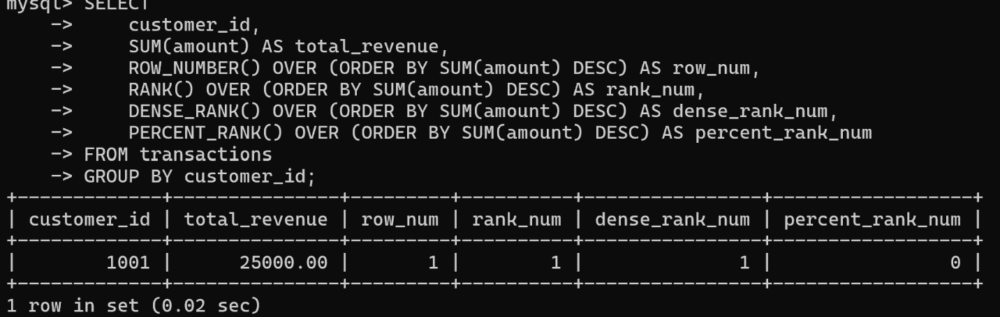 mysql> SELECT
    ->     customer_id,
    ->     SUM(amount) AS total_revenue,
    ->     ROW_NUMBER() OVER (ORDER BY SUM(amount) DESC) AS row_num,
    ->     RANK() OVER (ORDER BY SUM(amount) DESC) AS rank_num,
    ->     DENSE_RANK() OVER (ORDER BY SUM(amount) DESC) AS dense_rank_num,
    ->     PERCENT_RANK() OVER (ORDER BY SUM(amount) DESC) AS percent_rank_num
    -> FROM transactions
    -> GROUP BY customer_id;
+-------------+---------------+---------+----------+----------------+------------------+
| customer_id | total_revenue | row_num | rank_num | dense_rank_num | percent_rank_num |
+-------------+---------------+---------+----------+----------------+------------------+
|        1001 |      25000.00 |       1 |        1 |              1 |                0 |
+-------------+---------------+---------+----------+----------------+------------------+
1 row in set (0.02 sec)